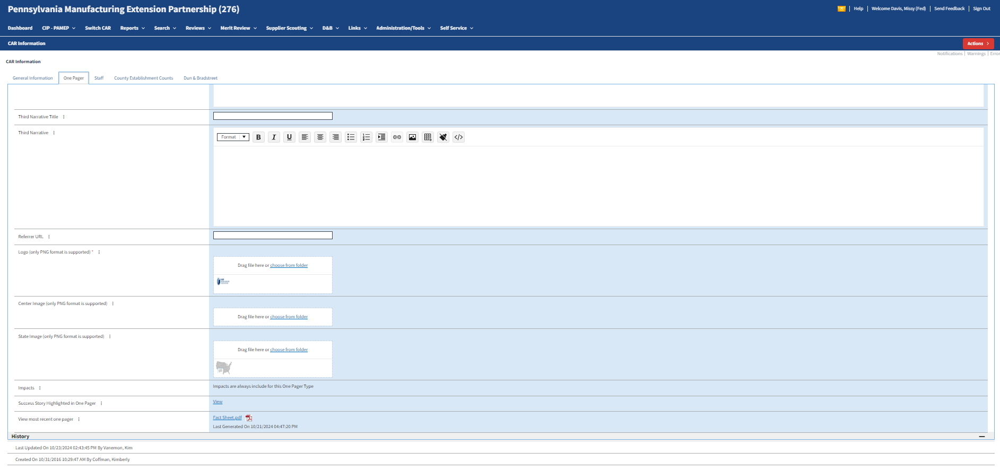 Pennsylvania Manufacturing Extension Partnership (276)
Help | Welcome Davis, Missy (Fed) | Send Feedback | Sign Out
Dashboard CIP - PAMEP Switch CAR Reports Search Reviews Merit Review Supplier Scouting D&B Links Administration/Tools Self Service
CAR Information
Actions
Notifications | Warnings | Error
CAR Information
General Information One Pager Staff County Establishment Counts Dun & Bradstreet
Third Narrative Title
Third Narrative
Format B I U
Referrer URL
Logo (only PNG format is supported) *
Drag file here or choose from folder
Center Image (only PNG format is supported)
Drag file here or choose from folder
State Image (only PNG format is supported)
Drag file here or choose from folder
Impacts
Impacts are always include for this One Pager Type
Success Story Highlighted in One Pager
View
View most recent one pager
Fact Sheet.pdf
Last Generated On 10/21/2024 04:47:20 PM
History
Last Updated On 10/23/2024 02:43:45 PM By Vanemon, Kim
Created On 10/31/2016 10:29:47 AM By Coffman, Kimberly